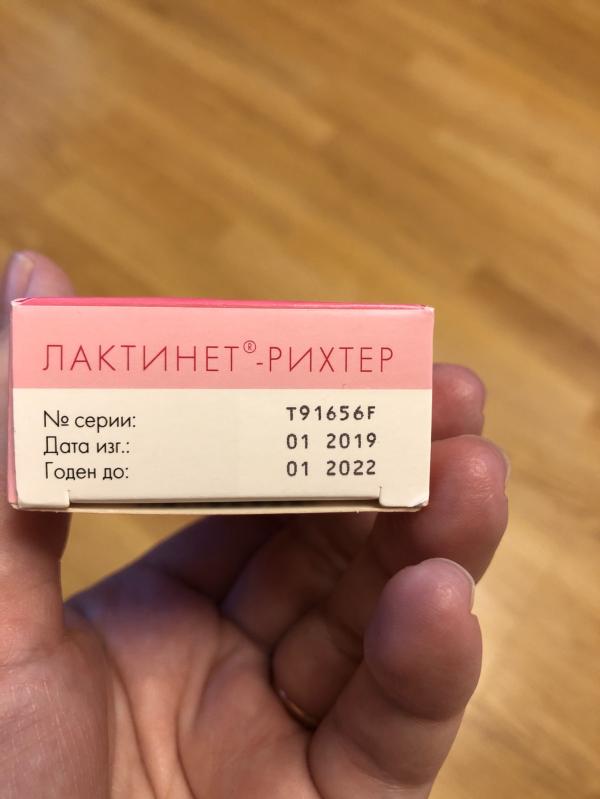 ЛАКТИНЕТ®-РИХТЕР
№ серии: T91656F
Дата изг.: 01 2019
Годен до: 01 2022